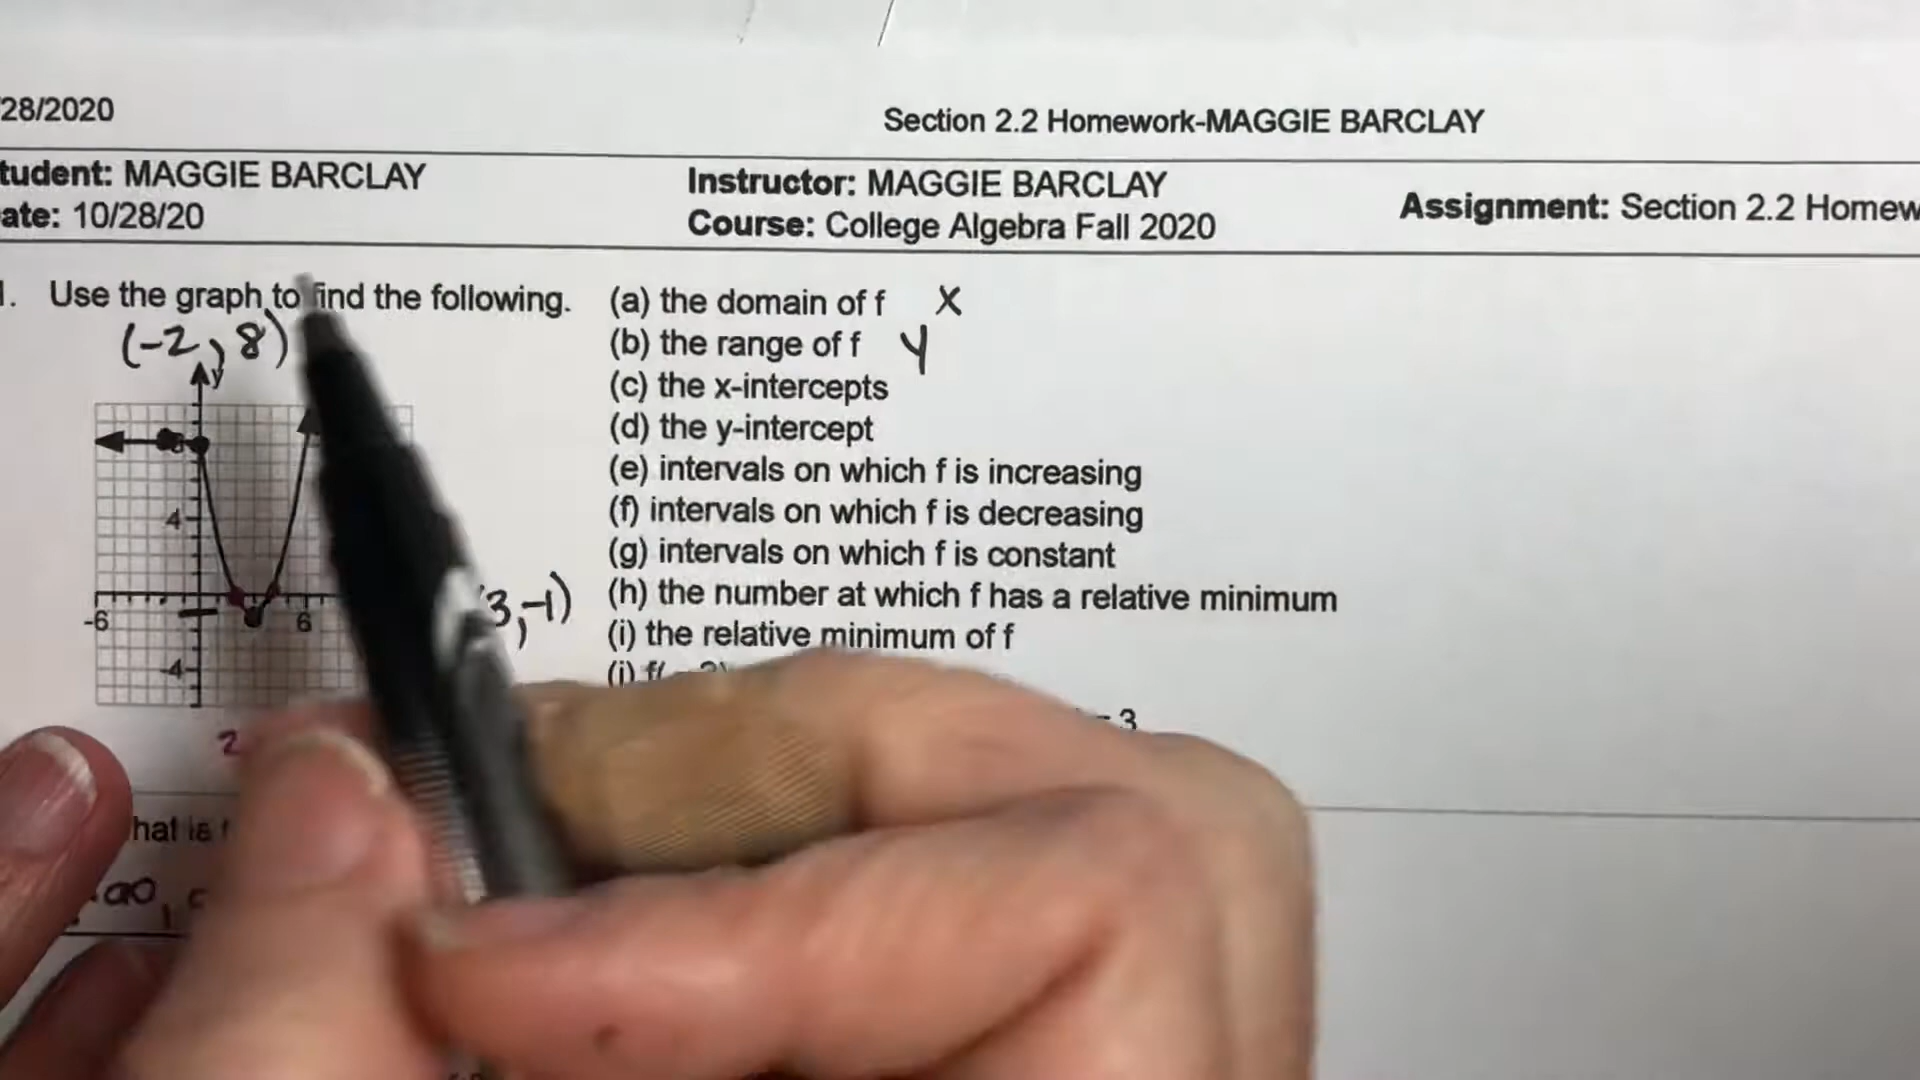 28/2020
Section 2.2 Homework-MAGGIE BARCLAY
tudent: MAGGIE BARCLAY
ate: 10/28/20
Instructor: MAGGIE BARCLAY
Course: College Algebra Fall 2020
Assignment: Section 2.2 Homew
1. Use the graph to find the following.
(-2, 8)
y
4
-6
6
-4
2
(3,-1)
(a) the domain of f x
(b) the range of f y
(c) the x-intercepts
(d) the y-intercept
(e) intervals on which f is increasing
(f) intervals on which f is decreasing
(g) intervals on which f is constant
(h) the number at which f has a relative minimum
(i) the relative minimum of f
(j) f(
- 3
hat is
-∞,